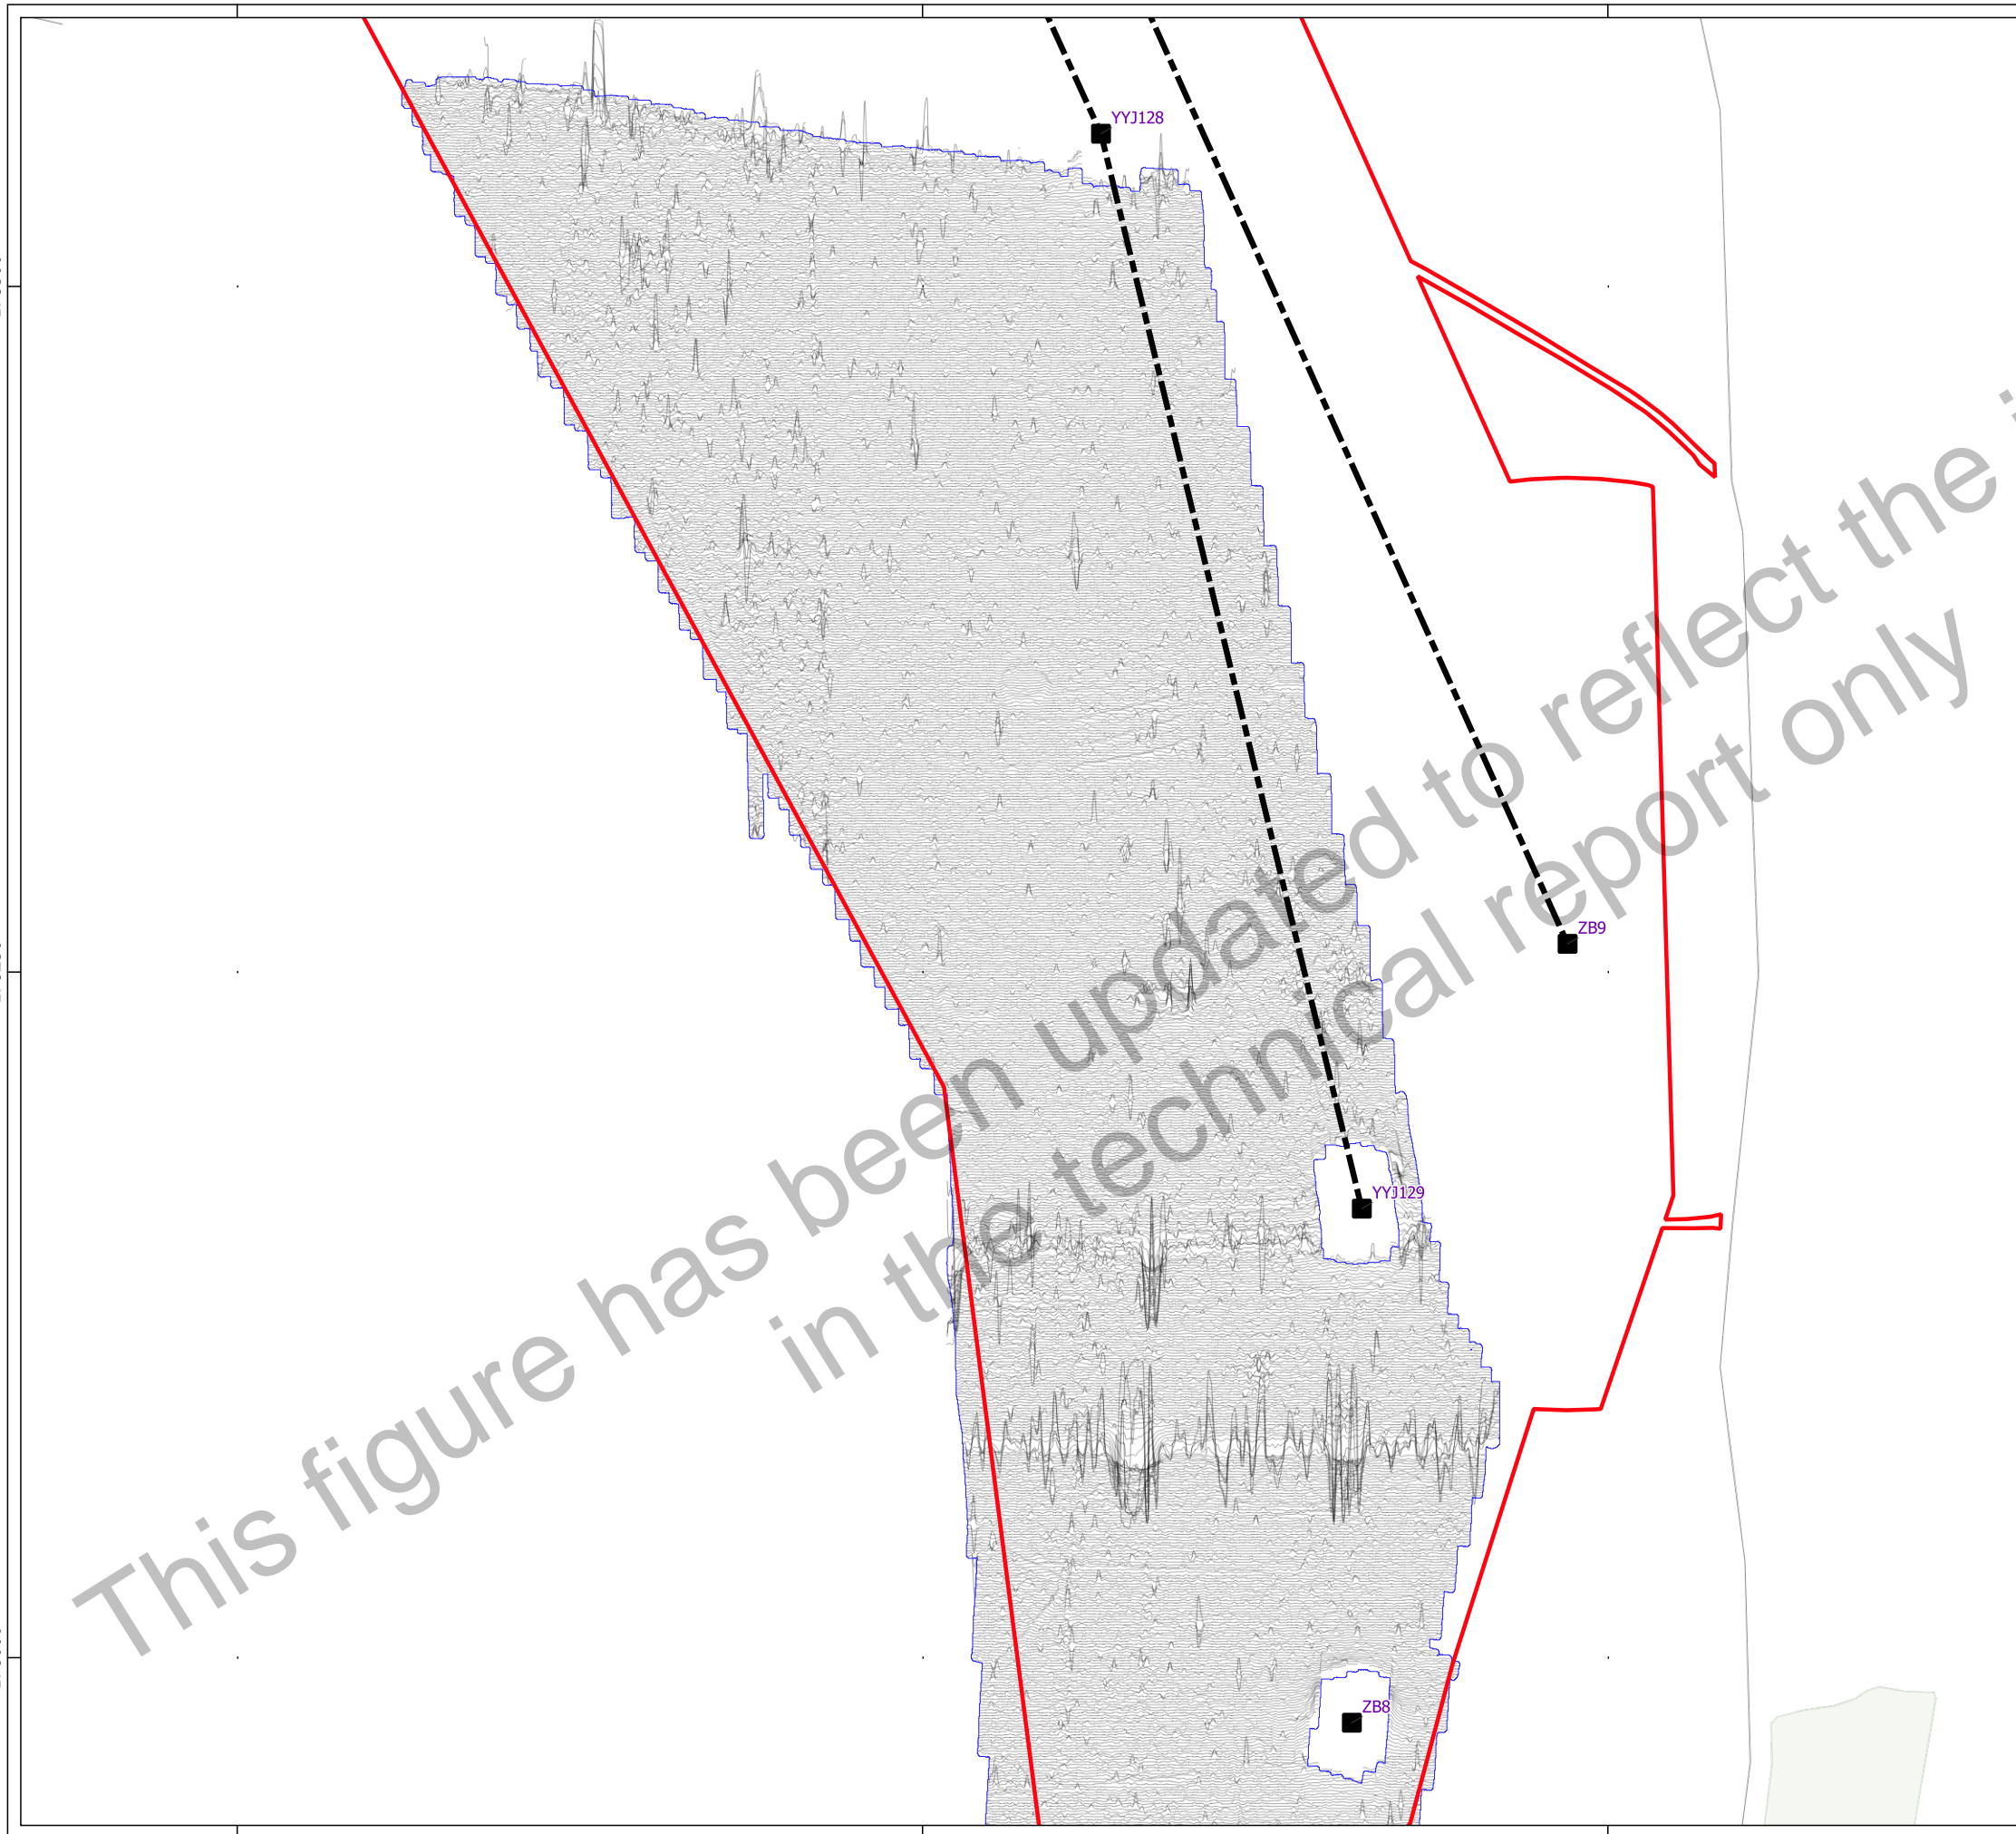 YYJ128
ZB9
YYJ129
ZB8
This figure has been updated to reflect the
in the technical report only